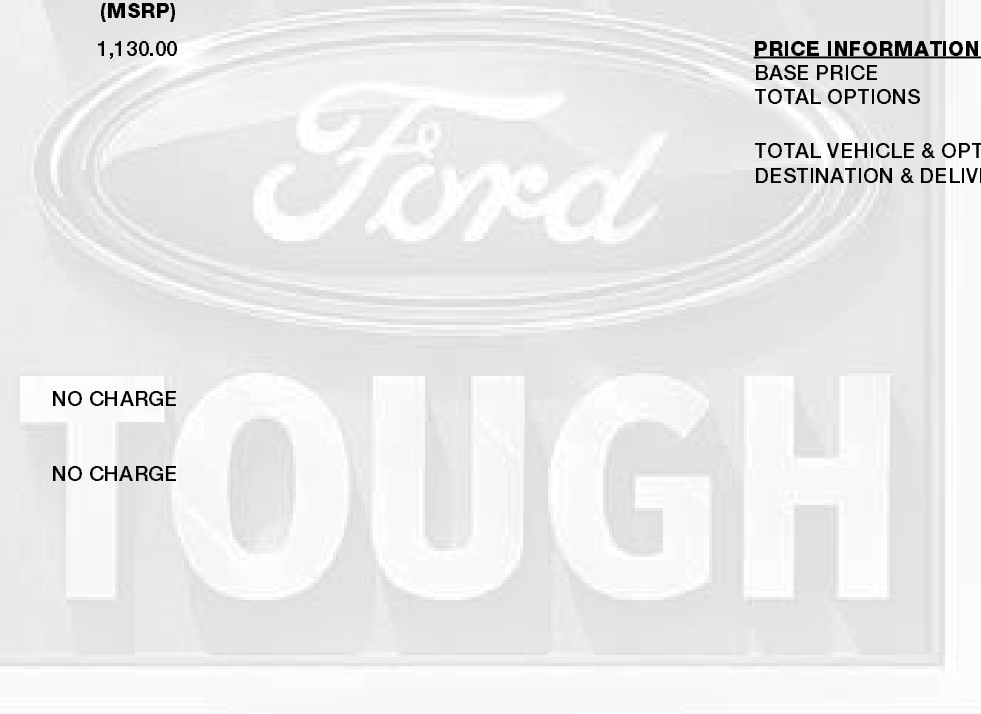 (MSRP)
1,130.00
NO CHARGE
NO CHARGE
PRICE INFORMATION
BASE PRICE
TOTAL OPTIONS
TOTAL VEHICLE & OPT
DESTINATION & DELIV
Ford
TOUGH